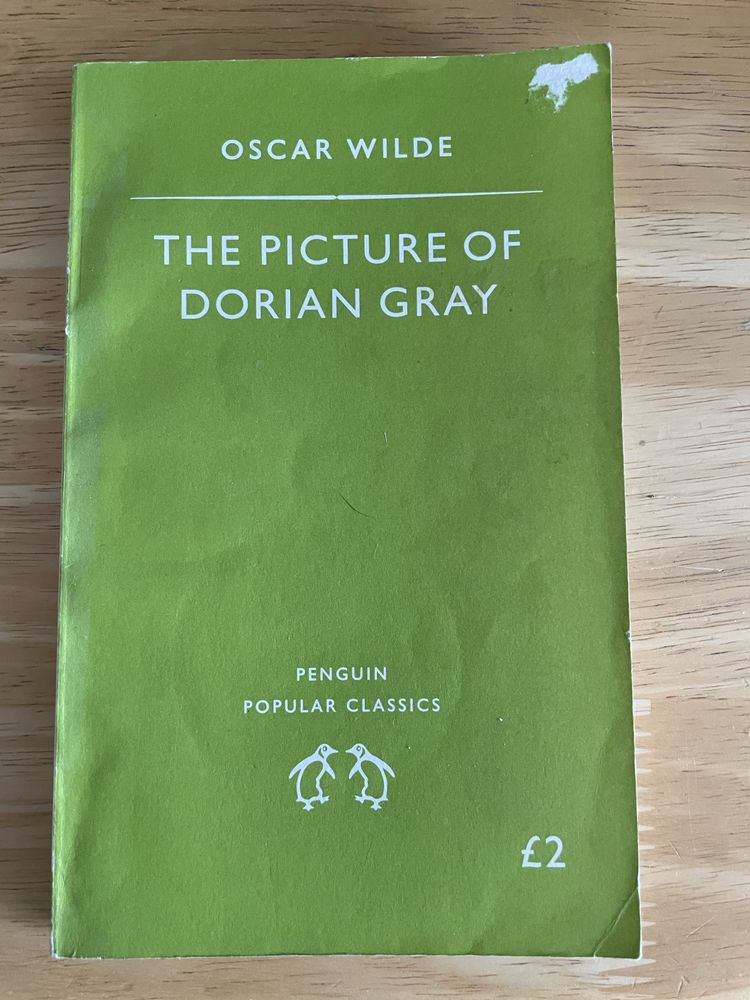 OSCAR WILDE
THE PICTURE OF
DORIAN GRAY
PENGUIN
POPULAR CLASSICS
£2